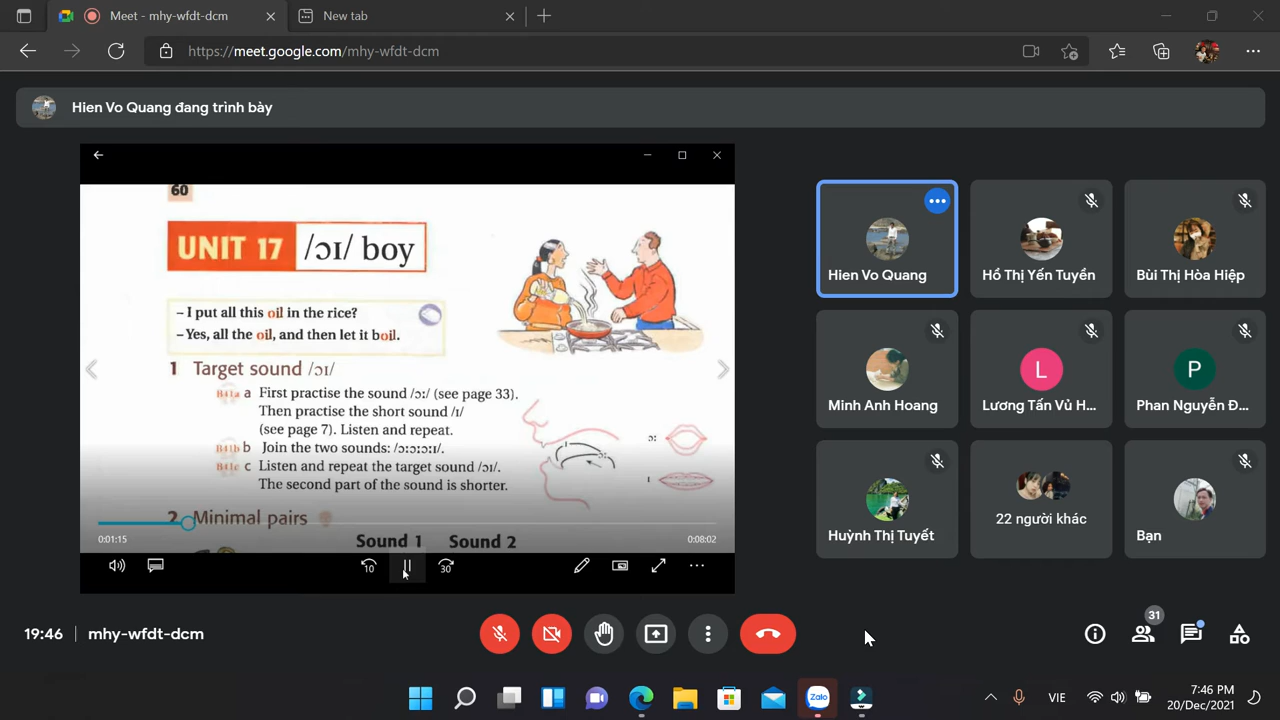 Meet - mhy-wfdt-dcm
New tab
https://meet.google.com/mhy-wfdt-dcm
Hien Vo Quang đang trình bày
60
UNIT 17 /ɔɪ/ boy
– I put all this oil in the rice?
– Yes, all the oil, and then let it boil.
1 Target sound /ɔɪ/
B41a a First practise the sound /ɔː/ (see page 33).
Then practise the short sound /ɪ/
(see page 7). Listen and repeat.
B41b b Join the two sounds: /ɔːɔːɔːɪ/.
B41c c Listen and repeat the target sound /ɔɪ/.
The second part of the sound is shorter.
ɔː
ɪ
2 Minimal pairs
Sound 1 Sound 2
0:01:15
0:08:02
10
30
Hien Vo Quang
Hồ Thị Yến Tuyền
Bùi Thị Hòa Hiệp
Minh Anh Hoang
L
Lương Tấn Vủ H...
P
Phan Nguyễn Đ...
Huỳnh Thị Tuyết
22 người khác
Bạn
19:46 | mhy-wfdt-dcm
31
Zalo
VIE
7:46 PM
20/Dec/2021